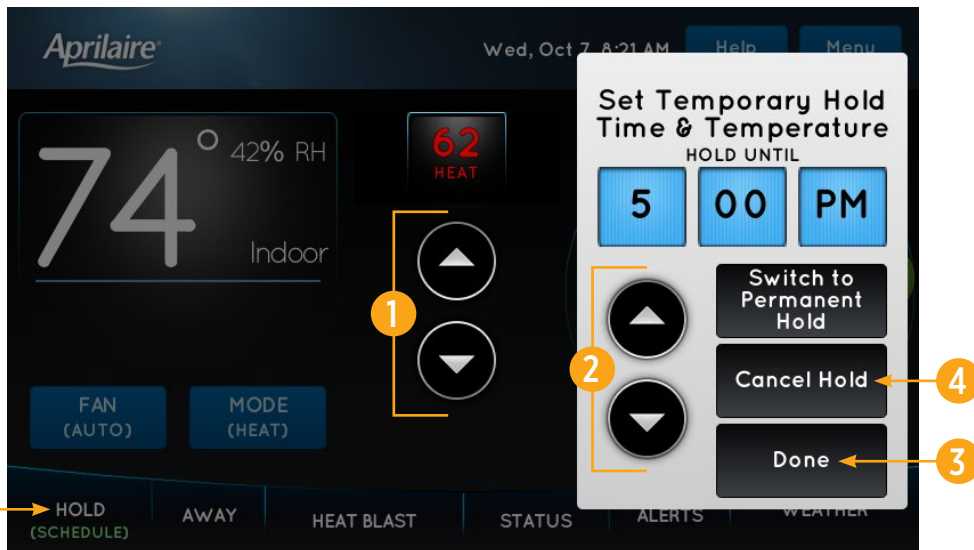 Aprilaire®
Wed, Oct 7 8:21 AM
Help
Menu
74° 42% RH
Indoor
62
HEAT
Set Temporary Hold
Time & Temperature
HOLD UNTIL
5 00 PM
1
2
Switch to
Permanent
Hold
Cancel Hold
4
Done
3
FAN
(AUTO)
MODE
(HEAT)
HOLD
(SCHEDULE)
AWAY
HEAT BLAST
STATUS
ALERTS
WEATHER